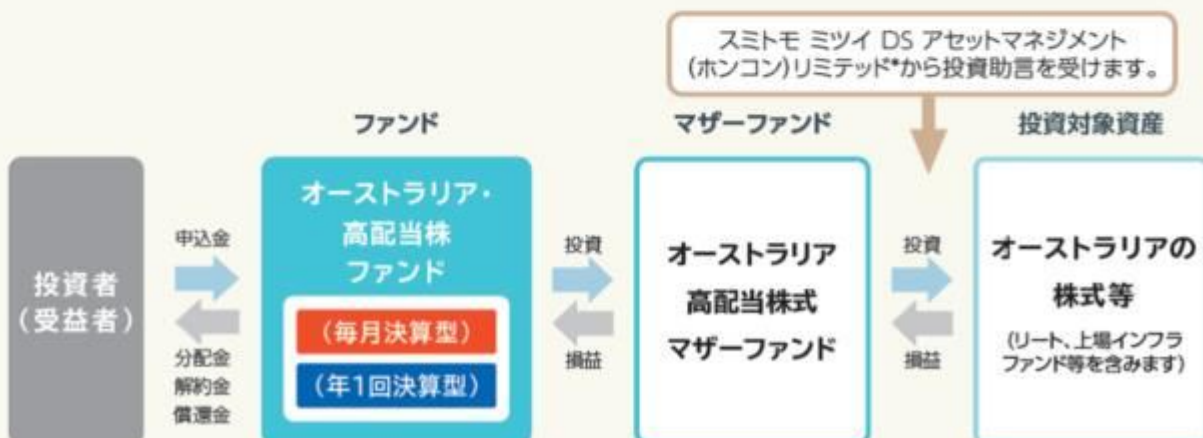 スミトモ ミツイ DS アセットマネジメント
(ホンコン)リミテッド*から投資助言を受けます。
ファンド
マザーファンド
投資対象資産
投資者
(受益者)
申込金
分配金
解約金
償還金
オーストラリア・
高配当株
ファンド
(毎月決算型)
(年1回決算型)
投資
損益
オーストラリア
高配当株式
マザーファンド
投資
損益
オーストラリアの
株式等
(リート、上場インフラ
ファンド等を含みます)